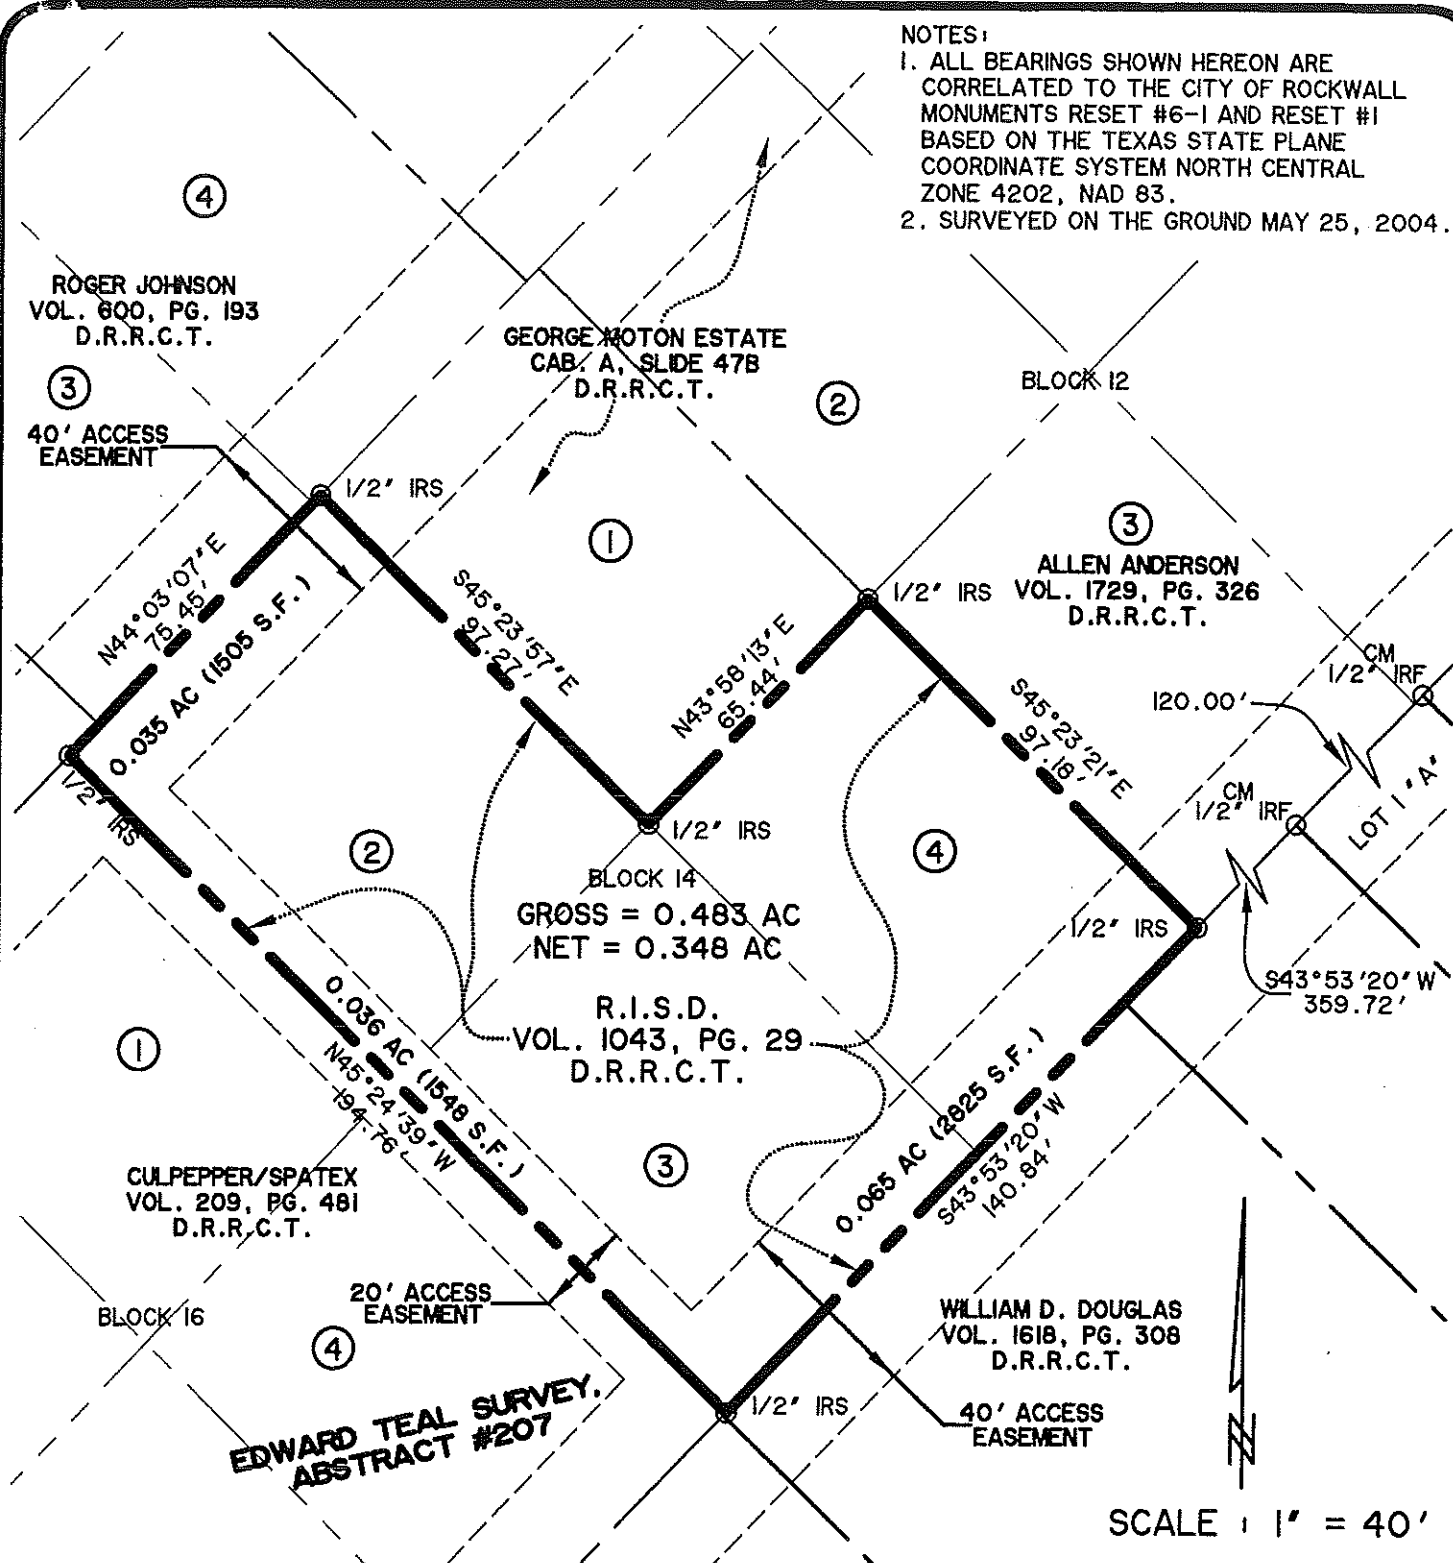 NOTES:
1. ALL BEARINGS SHOWN HEREON ARE
CORRELATED TO THE CITY OF ROCKWALL
MONUMENTS RESET #6-1 AND RESET #1
BASED ON THE TEXAS STATE PLANE
COORDINATE SYSTEM NORTH CENTRAL
ZONE 4202, NAD 83.
2. SURVEYED ON THE GROUND MAY 25, 2004.
4
ROGER JOHNSON
VOL. 600, PG. 193
D.R.R.C.T.
3
40' ACCESS
EASEMENT
GEORGE MOTON ESTATE
CAB. A, SLIDE 47B
D.R.R.C.T.
2
BLOCK 12
1/2" IRS
1
3
ALLEN ANDERSON
VOL. 1729, PG. 326
D.R.R.C.T.
1/2" IRS
N44°03'07"E
75.45'
0.035 AC (1505 S.F.)
S45°23'57"E
97.27'
N43°58'13"E
65.44'
S45°23'21"E
97.18'
CM
1/2" IRF
120.00'
CM
1/2" IRF
LOT 1 "A"
1/2" IRS
1/2" IRS
2
4
BLOCK 14
GROSS = 0.483 AC
NET = 0.348 AC
1/2" IRS
S43°53'20"W
359.72'
R.I.S.D.
VOL. 1043, PG. 29
D.R.R.C.T.
1
0.036 AC (1548 S.F.)
N45°24'39"W
194.76'
0.065 AC (2825 S.F.)
S43°53'20"W
140.84'
3
CULPEPPER/SPATEX
VOL. 209, PG. 481
D.R.R.C.T.
20' ACCESS
EASEMENT
BLOCK 16
4
WILLIAM D. DOUGLAS
VOL. 1618, PG. 308
D.R.R.C.T.
1/2" IRS
40' ACCESS
EASEMENT
EDWARD TEAL SURVEY,
ABSTRACT #207
N
SCALE : 1" = 40'